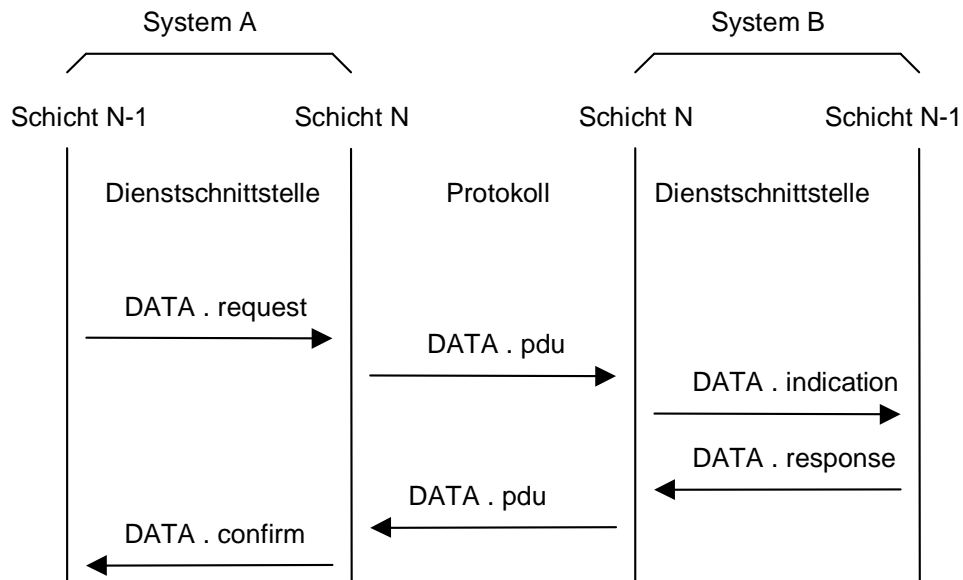 System A
System B
Schicht N-1
Schicht N
Schicht N
Schicht N-1
Dienstschnittstelle
Protokoll
Dienstschnittstelle
DATA . request
DATA . pdu
DATA . indication
DATA . response
DATA . pdu
DATA . confirm